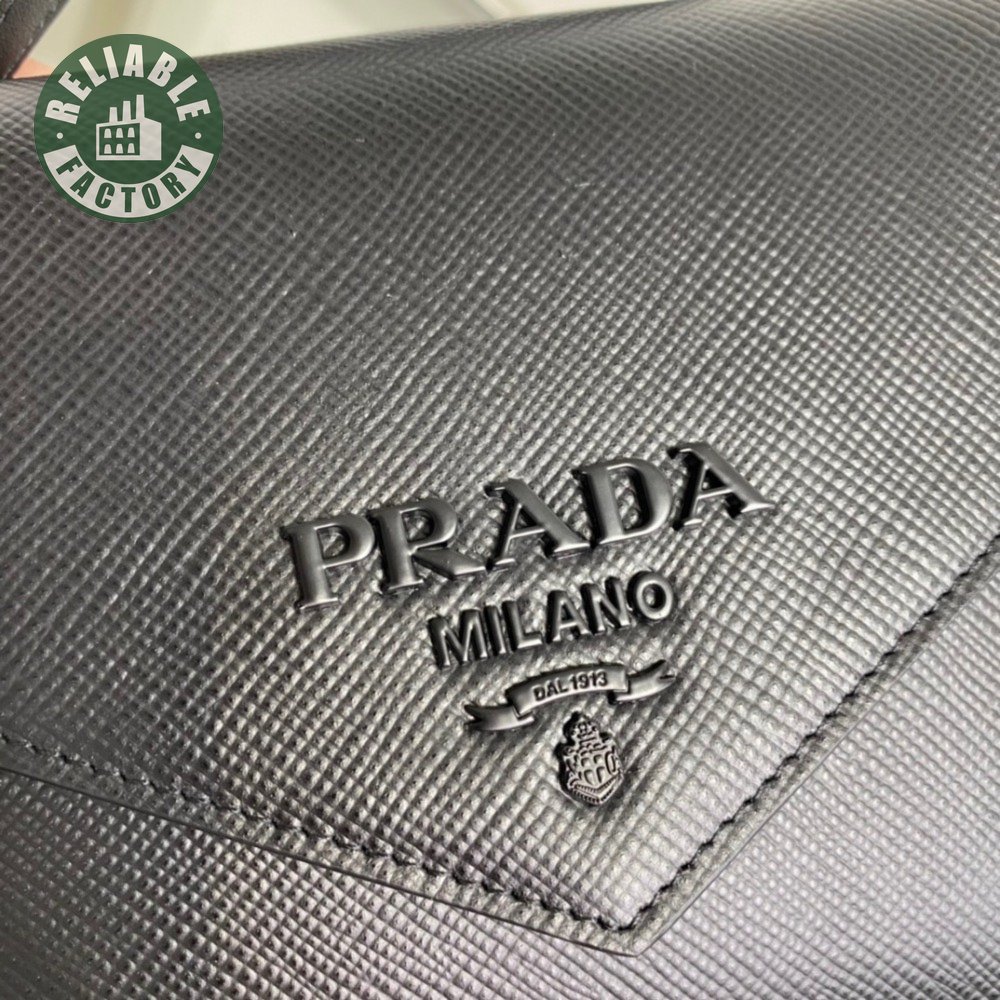 RELIABLE
FACTORY
PRADA
MILANO
DAL 1913